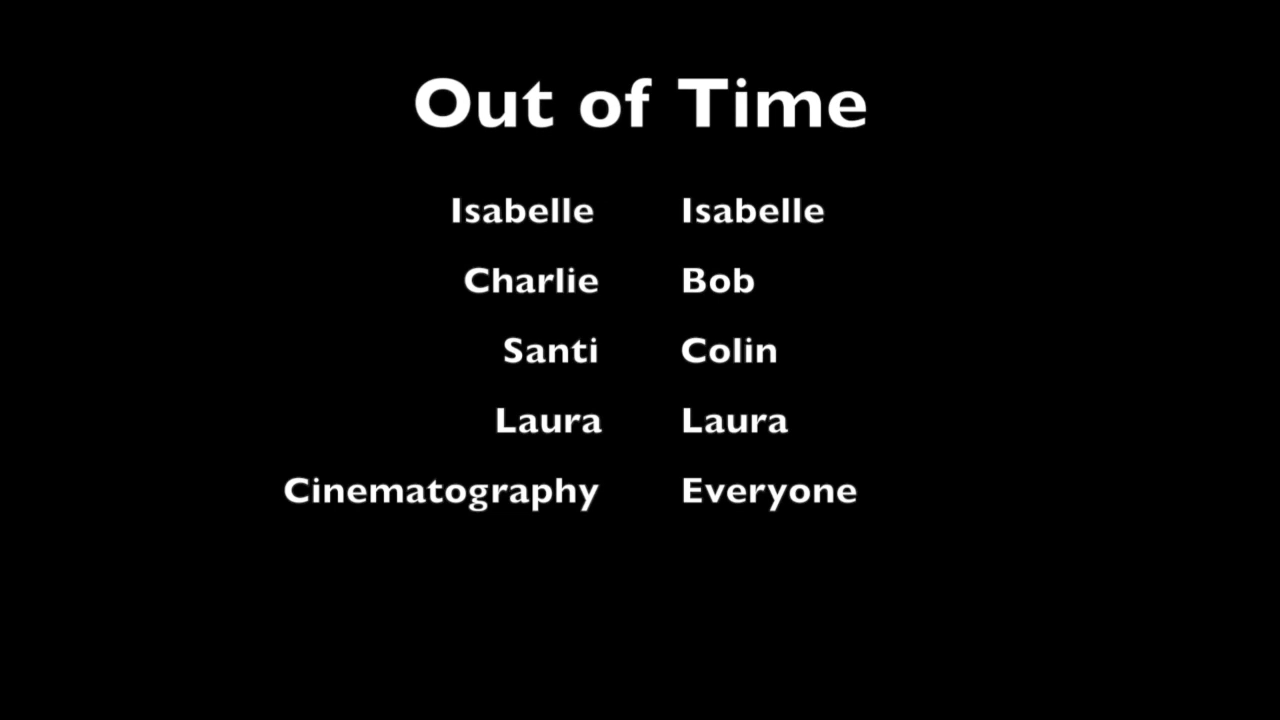 Out of Time
Isabelle Isabelle
Charlie Bob
Santi Colin
Laura Laura
Cinematography Everyone